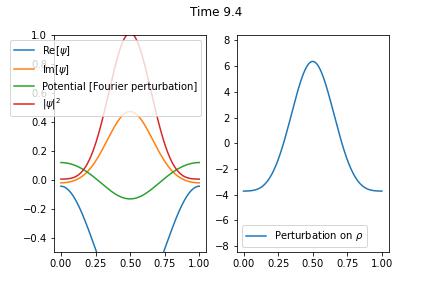 Time 9.4
Re[ψ]
Im[ψ]
Potential [Fourier perturbation]
|ψ|²
1.0
0.8
0.6
0.4
0.2
0.0
−0.2
−0.4
0.00 0.25 0.50 0.75 1.00
8
6
4
2
0
−2
−4
−6
−8
Perturbation on ρ
0.00 0.25 0.50 0.75 1.00